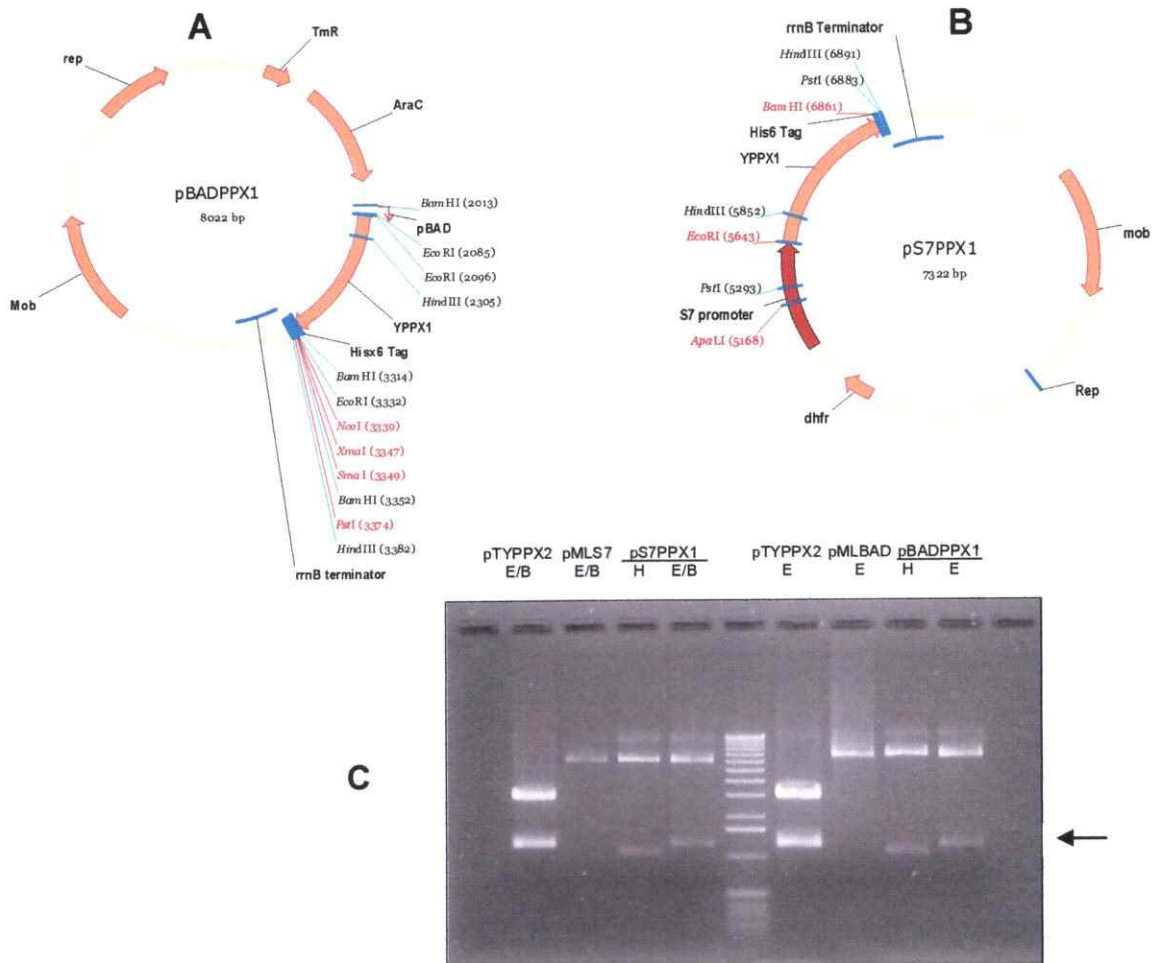 A
TmR
rep
AraC
pBADPPX1
8022 bp
BamHI (2013)
pBAD
EcoRI (2085)
EcoRI (2096)
HindIII (2305)
YPPX1
Mob
Hisx6 Tag
BamHI (3314)
EcoRI (3332)
NcoI (3339)
XmaI (3347)
SmaI (3349)
BamHI (3352)
PstI (3374)
HindIII (3382)
rrnB terminator
B
rrnB Terminator
HindIII (6891)
PstI (6883)
BamHI (6861)
His6 Tag
YPPX1
pS7PPX1
7322 bp
HindIII (5852)
EcoRI (5643)
mob
PstI (5293)
S7 promoter
ApaLI (5168)
Rep
dhfr
pTYPPX2 pMLS7 pS7PPX1 pTYPPX2 pMLBAD pBADPPX1
E/B E/B H E/B E E H E
C